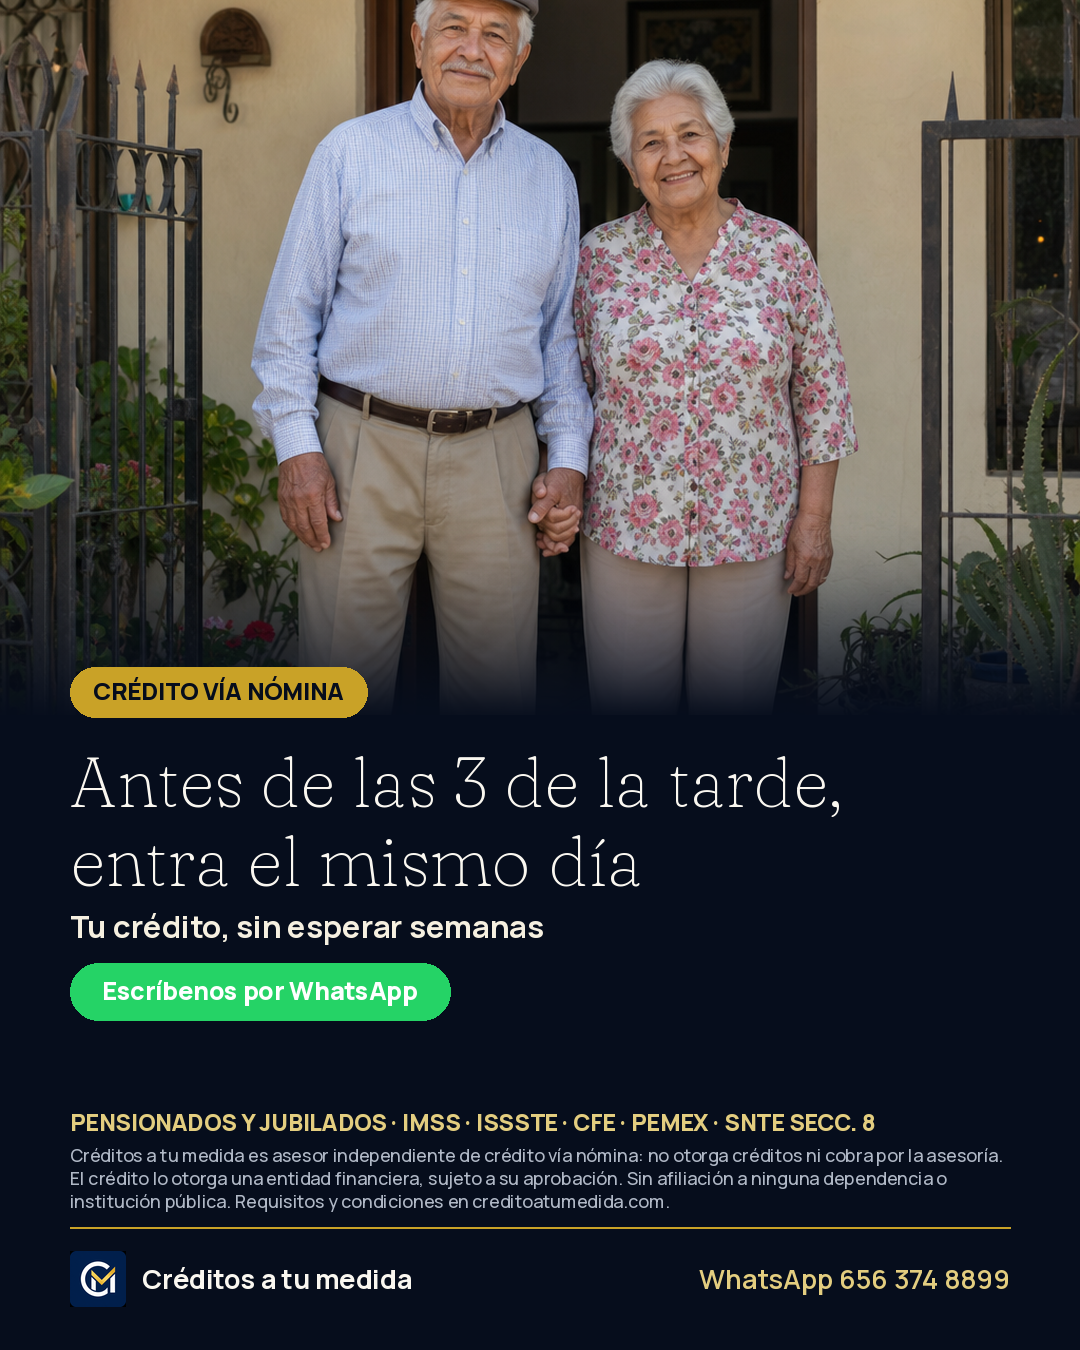 CRÉDITO VÍA NÓMINA
Antes de las 3 de la tarde,
entra el mismo día
Tu crédito, sin esperar semanas
Escríbenos por WhatsApp
PENSIONADOS Y JUBILADOS · IMSS · ISSSTE · CFE · PEMEX · SNTE SECC. 8
Créditos a tu medida es asesor independiente de crédito vía nómina: no otorga créditos ni cobra por la asesoría.
El crédito lo otorga una entidad financiera, sujeto a su aprobación. Sin afiliación a ninguna dependencia o
institución pública. Requisitos y condiciones en creditoatumedida.com.
Créditos a tu medida
WhatsApp 656 374 8899